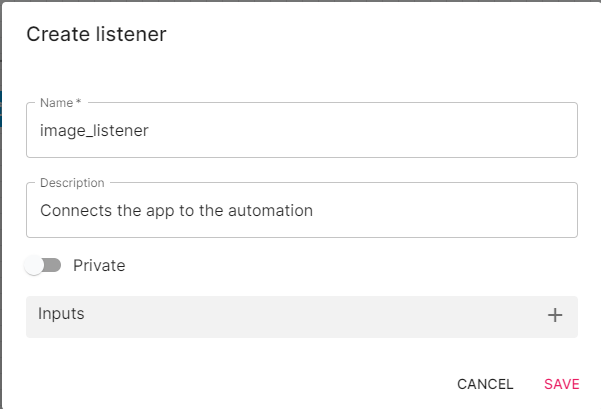 Create listener
Name *
image_listener
Description
Connects the app to the automation
Private
Inputs
CANCEL SAVE